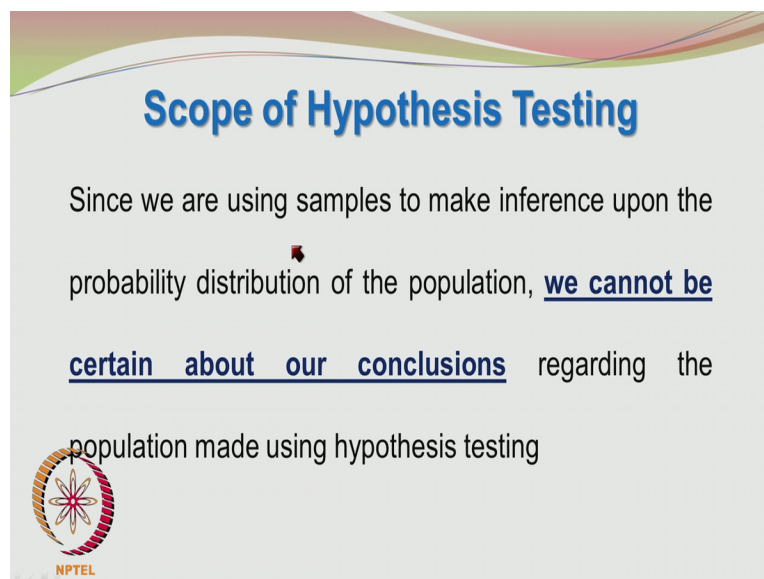 Scope of Hypothesis Testing
Since we are using samples to make inference upon the
probability distribution of the population, we cannot be
certain about our conclusions regarding the
population made using hypothesis testing
NPTEL